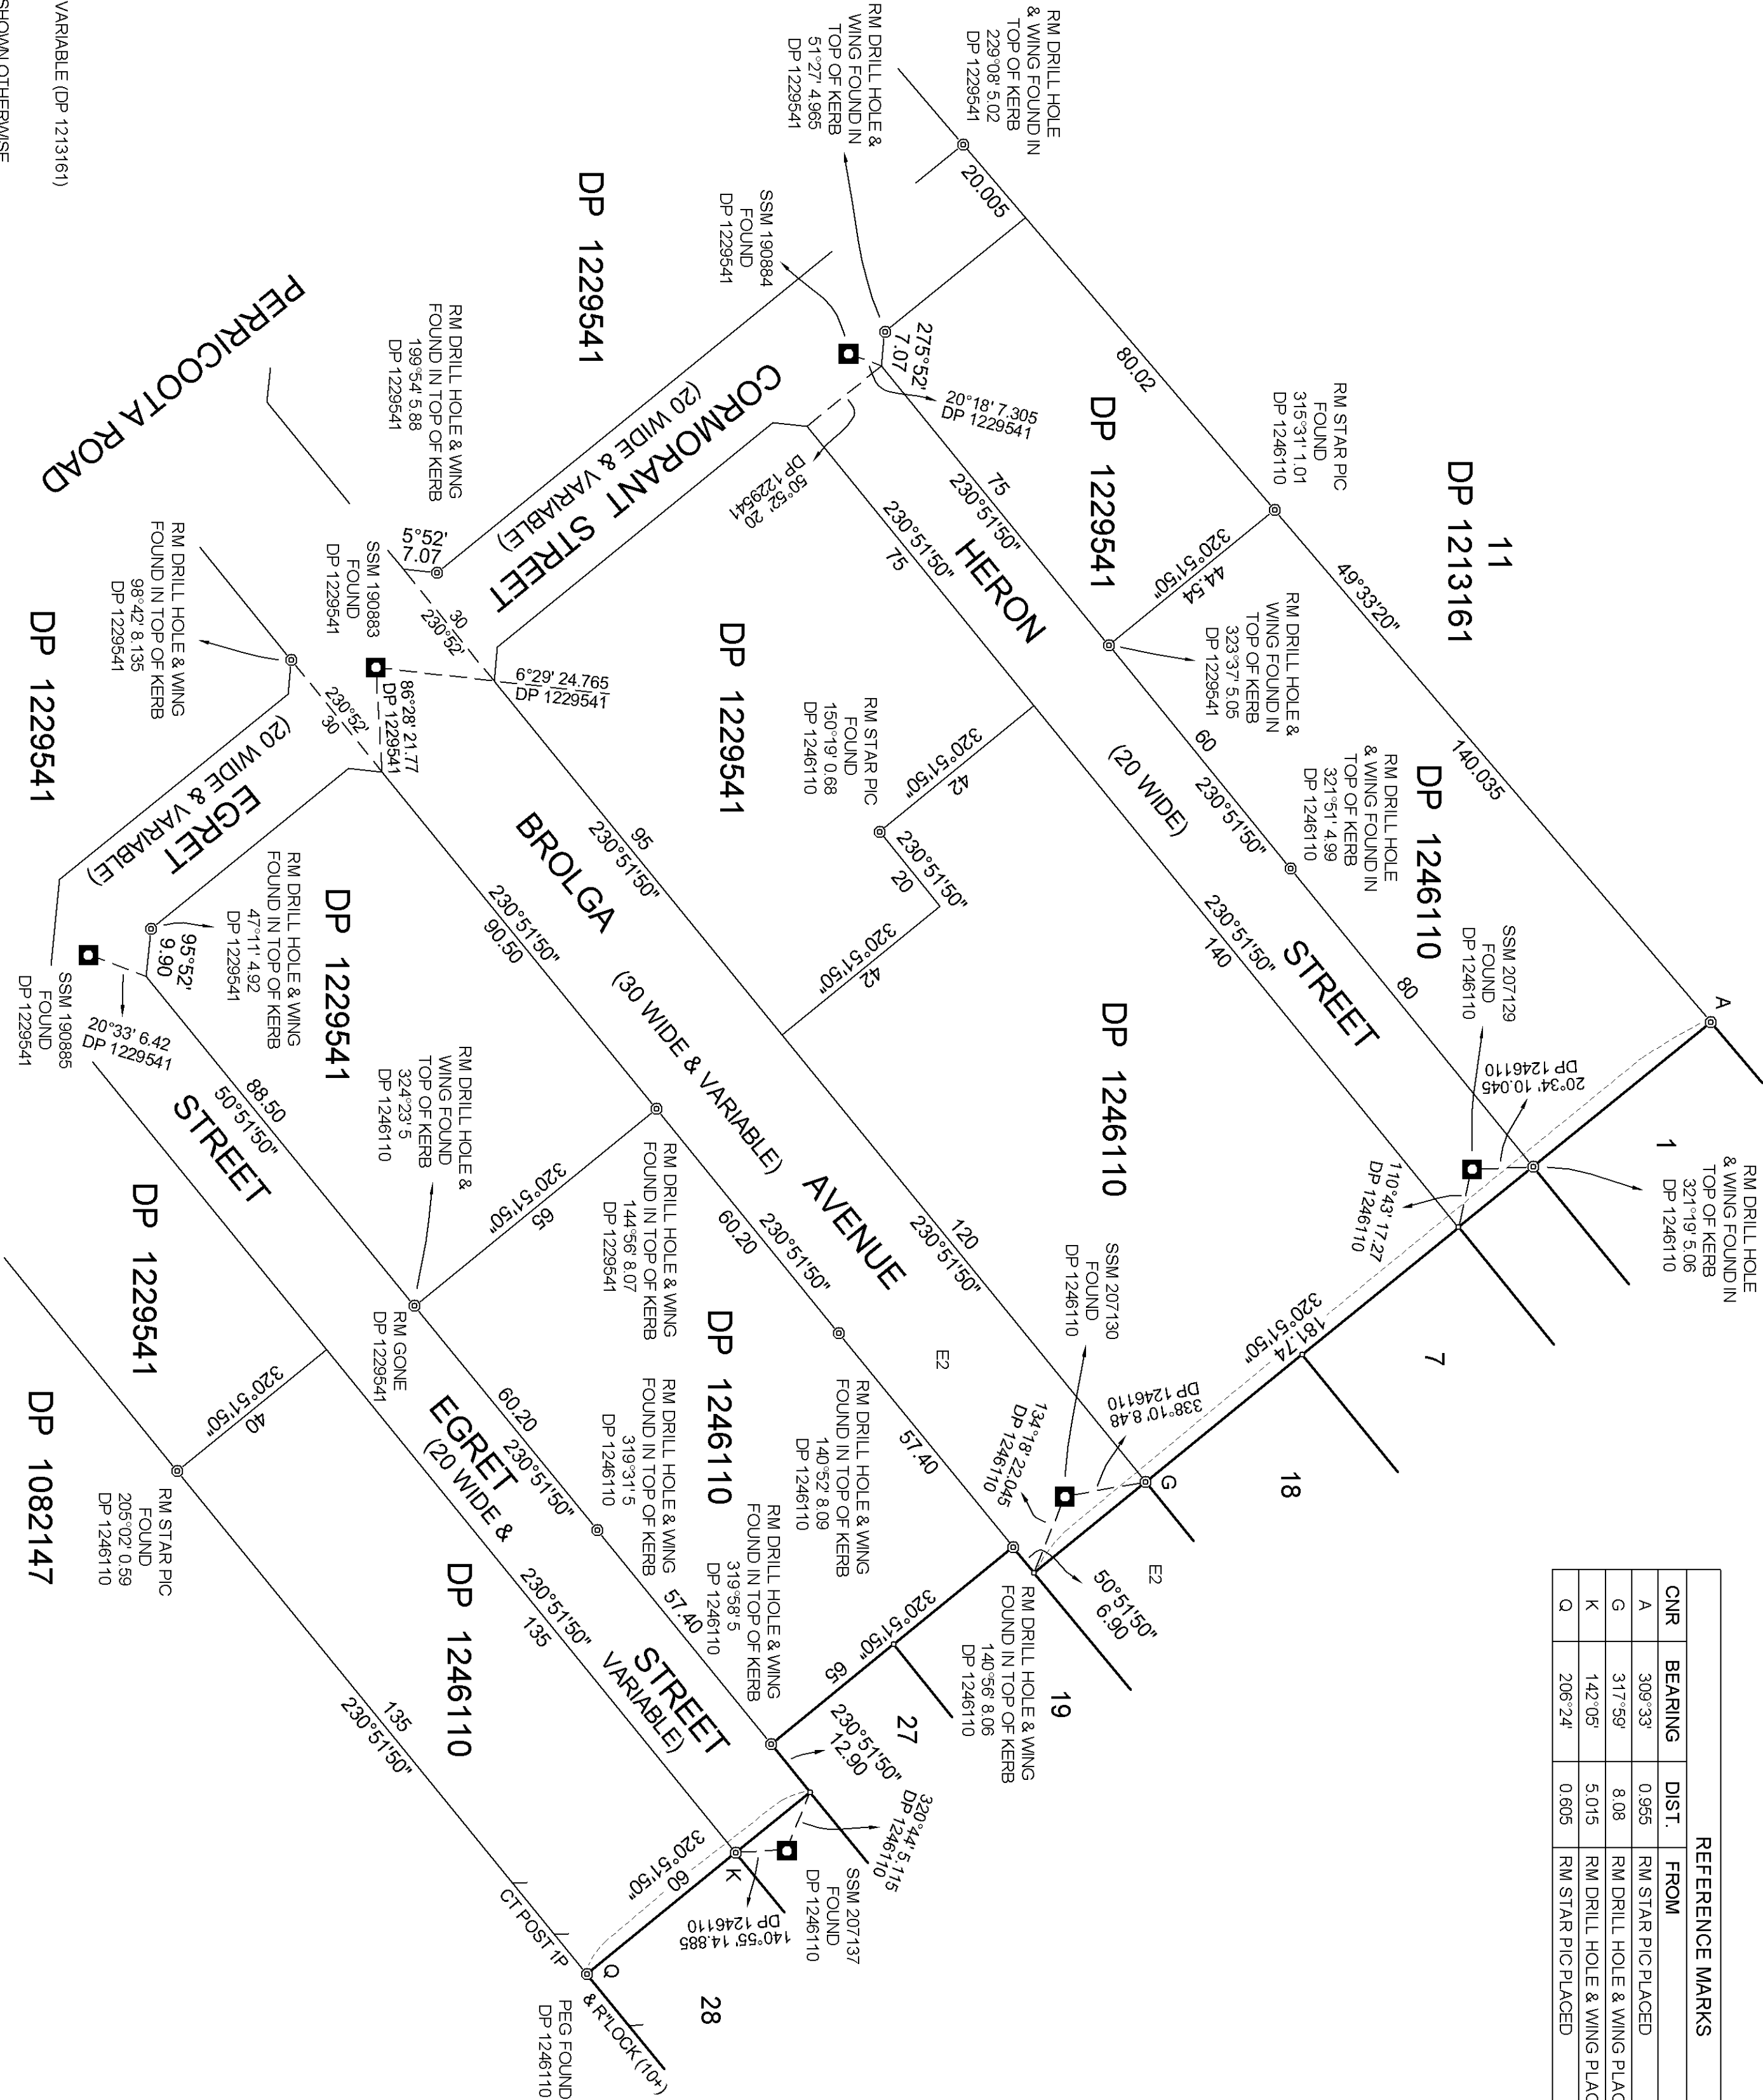 VARIABLE (DP 1213161)
SHOWN OTHERWISE
RM DRILL HOLE
& WING FOUND IN
TOP OF KERB
229°08' 5.02
DP 1229541
RM DRILL HOLE &
WING FOUND IN
TOP OF KERB
51°27' 4.965
DP 1229541
20.005
80.02
SSM 190884
FOUND
DP 1229541
275°52'
7.07
20°18' 7.305
DP 1229541
50°52' 20
DP 1229541
DP 1229541
PERRICOOTA ROAD
RM DRILL HOLE & WING
FOUND IN TOP OF KERB
199°54' 5.88
DP 1229541
CORMORANT STREET
(20 WIDE & VARIABLE)
5°52'
7.07
SSM 190883
FOUND
DP 1229541
30
230°52'
6°29' 24.765
DP 1229541
86°28' 21.77
DP 1229541
230°52'
30
RM DRILL HOLE & WING
FOUND IN TOP OF KERB
98°42' 8.135
DP 1229541
DP 1229541
EGRET
(20 WIDE & VARIABLE)
RM STAR PIC
FOUND
315°31' 1.01
DP 1246110
11
DP 1213161
DP 1229541
75
230°51'50"
320°51'50"
44.54
49°33'20"
140.035
230°51'50"
75
HERON
(20 WIDE)
STREET
RM DRILL HOLE &
WING FOUND IN
TOP OF KERB
323°37' 5.05
DP 1229541
60
230°51'50"
RM DRILL HOLE
& WING FOUND IN
TOP OF KERB
321°51' 4.99
DP 1246110
DP 1246110
80
230°51'50"
140
SSM 207129
FOUND
DP 1246110
20°34' 10.045
DP 1246110
110°43' 17.27
DP 1246110
A
1
RM DRILL HOLE
& WING FOUND IN
TOP OF KERB
321°19' 5.06
DP 1246110
DP 1229541
RM STAR PIC
FOUND
150°19' 0.68
DP 1246110
320°51'50"
42
230°51'50"
20
320°51'50"
42
DP 1246110
95
230°51'50"
BROLGA
(30 WIDE & VARIABLE)
AVENUE
230°51'50"
90.50
120
230°51'50"
230°51'50"
60.20
57.40
E2
E2
SSM 207130
FOUND
DP 1246110
338°10' 8.48
DP 1246110
134°18' 22.045
DP 1246110
320°51'50"
181.74
7
18
G
50°51'50"
6.90
19
RM DRILL HOLE & WING
FOUND IN TOP OF KERB
140°56' 8.06
DP 1246110
DP 1229541
RM DRILL HOLE & WING
FOUND IN TOP OF KERB
47°11' 4.92
DP 1229541
95°52'
9.90
20°33' 6.42
DP 1229541
SSM 190885
FOUND
DP 1229541
88.50
50°51'50"
STREET
RM DRILL HOLE &
WING FOUND
TOP OF KERB
324°23' 5
DP 1246110
320°51'50"
65
RM DRILL HOLE & WING
FOUND IN TOP OF KERB
144°56' 8.07
DP 1229541
RM GONE
DP 1229541
DP 1246110
60.20
230°51'50"
RM DRILL HOLE & WING
FOUND IN TOP OF KERB
319°31' 5
DP 1246110
RM DRILL HOLE & WING
FOUND IN TOP OF KERB
140°52' 8.09
DP 1246110
RM DRILL HOLE & WING
FOUND IN TOP OF KERB
319°58' 5
DP 1246110
57.40
320°51'50"
65
27
230°51'50"
12.90
320°44' 5.115
DP 1246110
SSM 207137
FOUND
DP 1246110
140°55' 14.885
DP 1246110
K
320°51'50"
60
28
Q
PEG FOUND
DP 1246110
CT POST 1P
& R"LOCK (10+)
EGRET
(20 WIDE &
STREET
VARIABLE)
230°51'50"
135
DP 1229541
320°51'50"
40
RM STAR PIC
FOUND
205°02' 0.59
DP 1246110
DP 1082147
DP 1246110
135
230°51'50"
REFERENCE MARKS
CNR BEARING DIST. FROM
A 309°33' 0.955 RM STAR PIC PLACED
G 317°59' 8.08 RM DRILL HOLE & WING PLAC
K 142°05' 5.015 RM DRILL HOLE & WING PLAC
Q 206°24' 0.605 RM STAR PIC PLACED